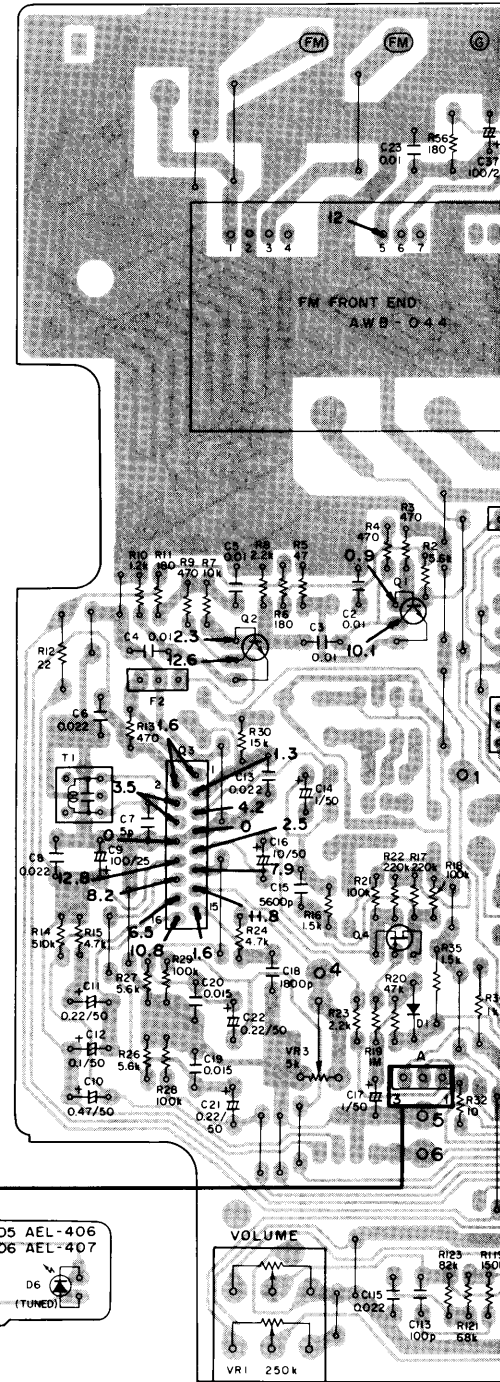 FM FM G
C23 0.01
R56 180
C37
12
1 2 3 4 5 6 7
FM FRONT END
AWB-044
R3 470
R4 470
R2 5.6k
0.9
Q1
R10 1.2k
R11 180
R9 470
R7 10k
C5 0.01
R8 2.2k
R5 47
R6 180
C2 0.01
10.1
R12 22
C4 0.01
2.3
Q2
C3 0.01
12.6
F2
C6 0.022
R13 470
1.6
R30 15k
Q3
1
1.3
T1
2
C13 0.022
3.5
4.2
C14 1/50
1
C7 5p
0
0
2.5
C8 0.022
C9 100/25
C16 10/50
12.8
7.9
C15 5600p
8.2
R21 100k
R22 220k
R17 220k
R18 100k
11.8
R16 1.5k
15
R14 510k
R15 4.7k
6.5
16
R24 4.7k
Q4
10.8
1.6
R35 1.5k
C11 0.22/50
R27 5.6k
R29 100k
C20 0.015
C18 1800p
4
R20 47k
C22 0.22/50
R23 2.2k
D1
C12 0.1/50
R26 5.6k
R28 100k
C19 0.015
VR3 5k
R19 1M
A
C10 0.47/50
C21 0.22/50
C17 1/50
3 1
R32 10
5
6
05 AEL-406
06 AEL-407
D6
(TUNED)
VOLUME
R123 82k
C115 0.022
C113 100p
R121 68k
VR1 250k